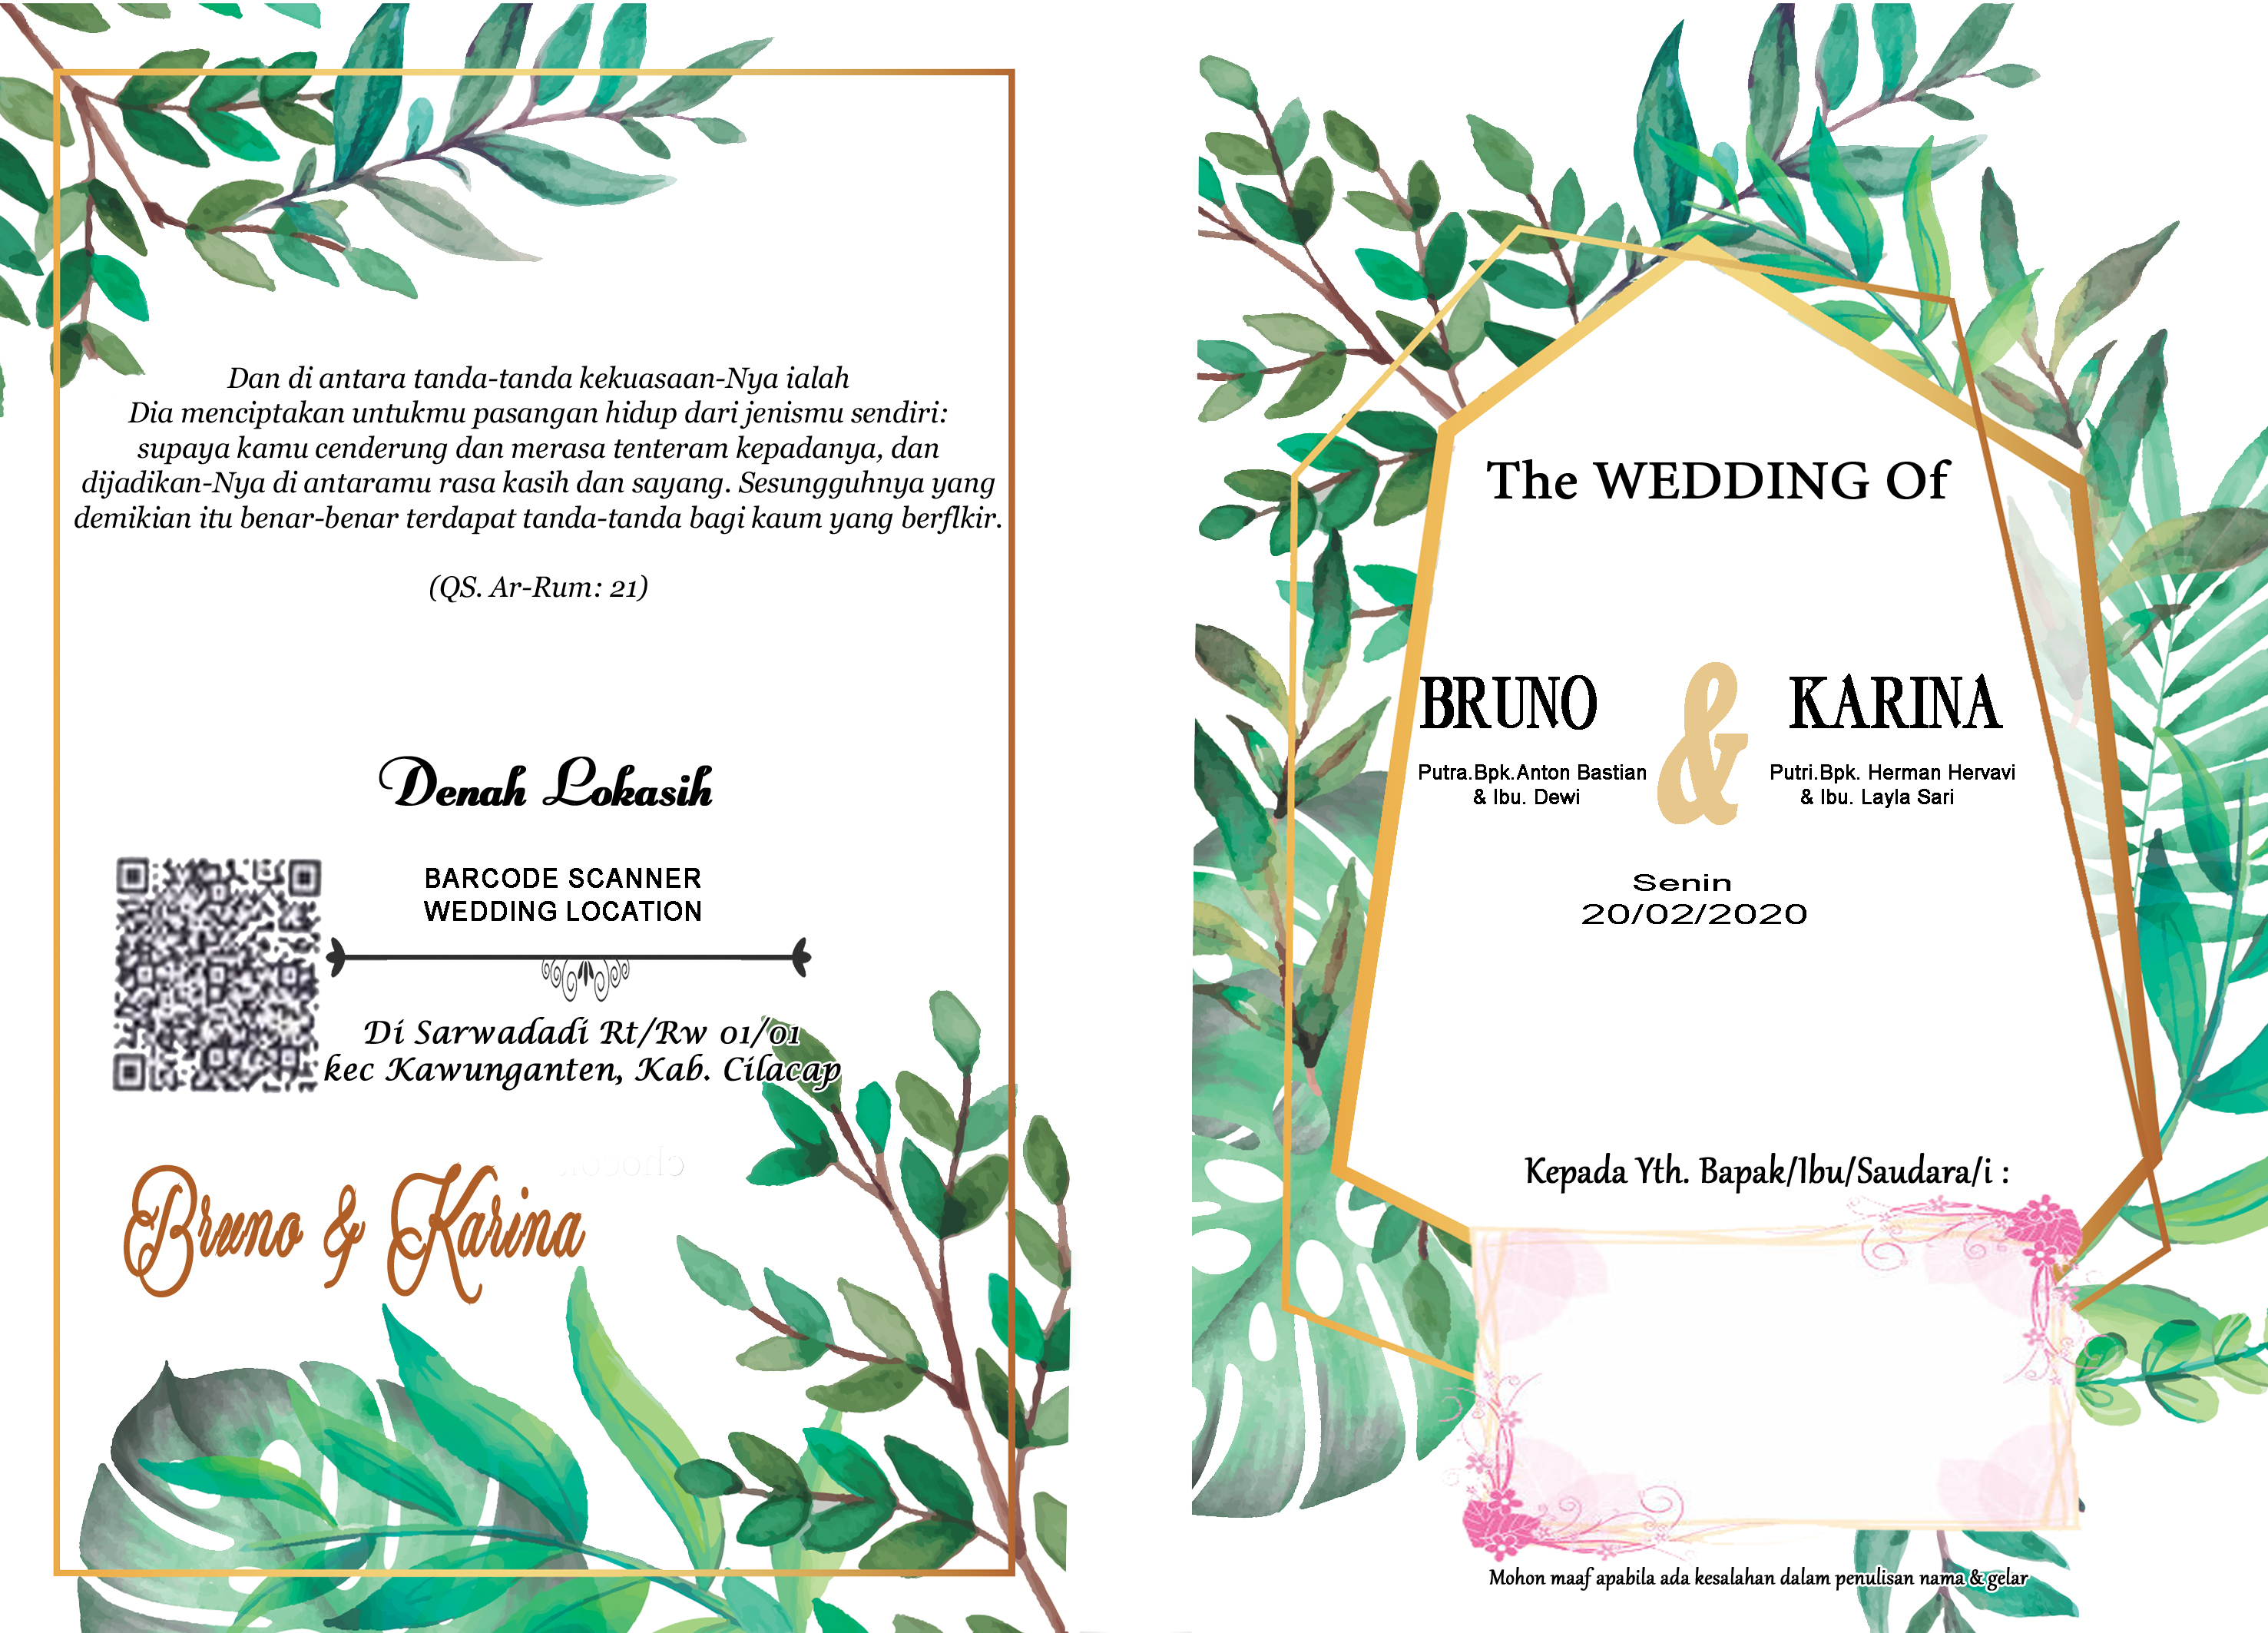 Dan di antara tanda-tanda kekuasaan-Nya ialah
Dia menciptakan untukmu pasangan hidup dari jenismu sendiri:
supaya kamu cenderung dan merasa tenteram kepadanya, dan
dijadikan-Nya di antaramu rasa kasih dan sayang. Sesungguhnya yang
demikian itu benar-benar terdapat tanda-tanda bagi kaum yang berflkir.
(QS. Ar-Rum: 21)
Denah Lokasih
BARCODE SCANNER
WEDDING LOCATION
Di Sarwadadi Rt/Rw 01/01
kec Kawunganten, Kab. Cilacap
Bruno & Karina
The WEDDING Of
BRUNO & KARINA
Putra.Bpk.Anton Bastian
& Ibu. Dewi
Putri.Bpk. Herman Hervavi
& Ibu. Layla Sari
Senin
20/02/2020
Kepada Yth. Bapak/Ibu/Saudara/i :
Mohon maaf apabila ada kesalahan dalam penulisan nama & gelar